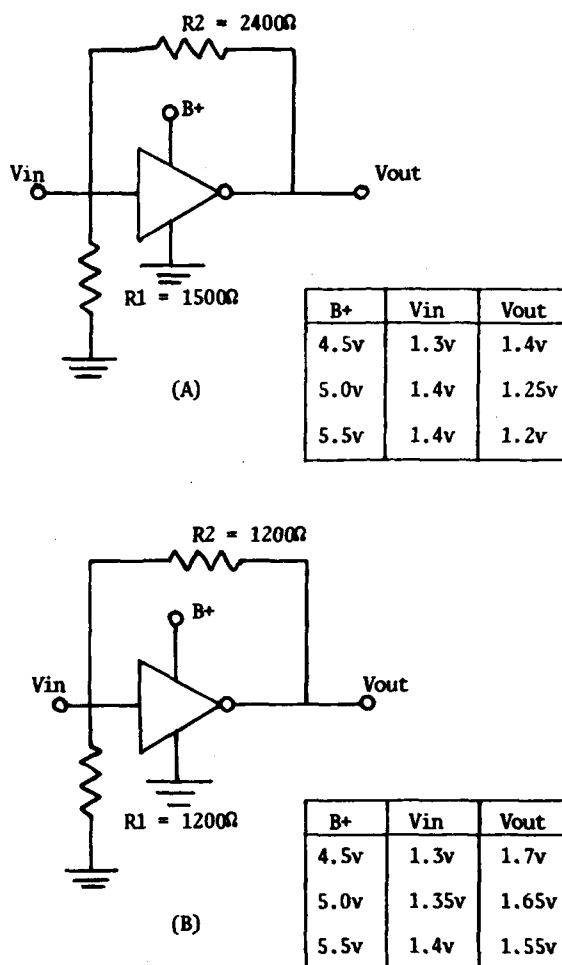 R2 = 2400Ω
B+
Vin
Vout
R1 = 1500Ω
(A)
B+ Vin Vout
4.5v 1.3v 1.4v
5.0v 1.4v 1.25v
5.5v 1.4v 1.2v
R2 = 1200Ω
B+
Vin
Vout
R1 = 1200Ω
(B)
B+ Vin Vout
4.5v 1.3v 1.7v
5.0v 1.35v 1.65v
5.5v 1.4v 1.55v